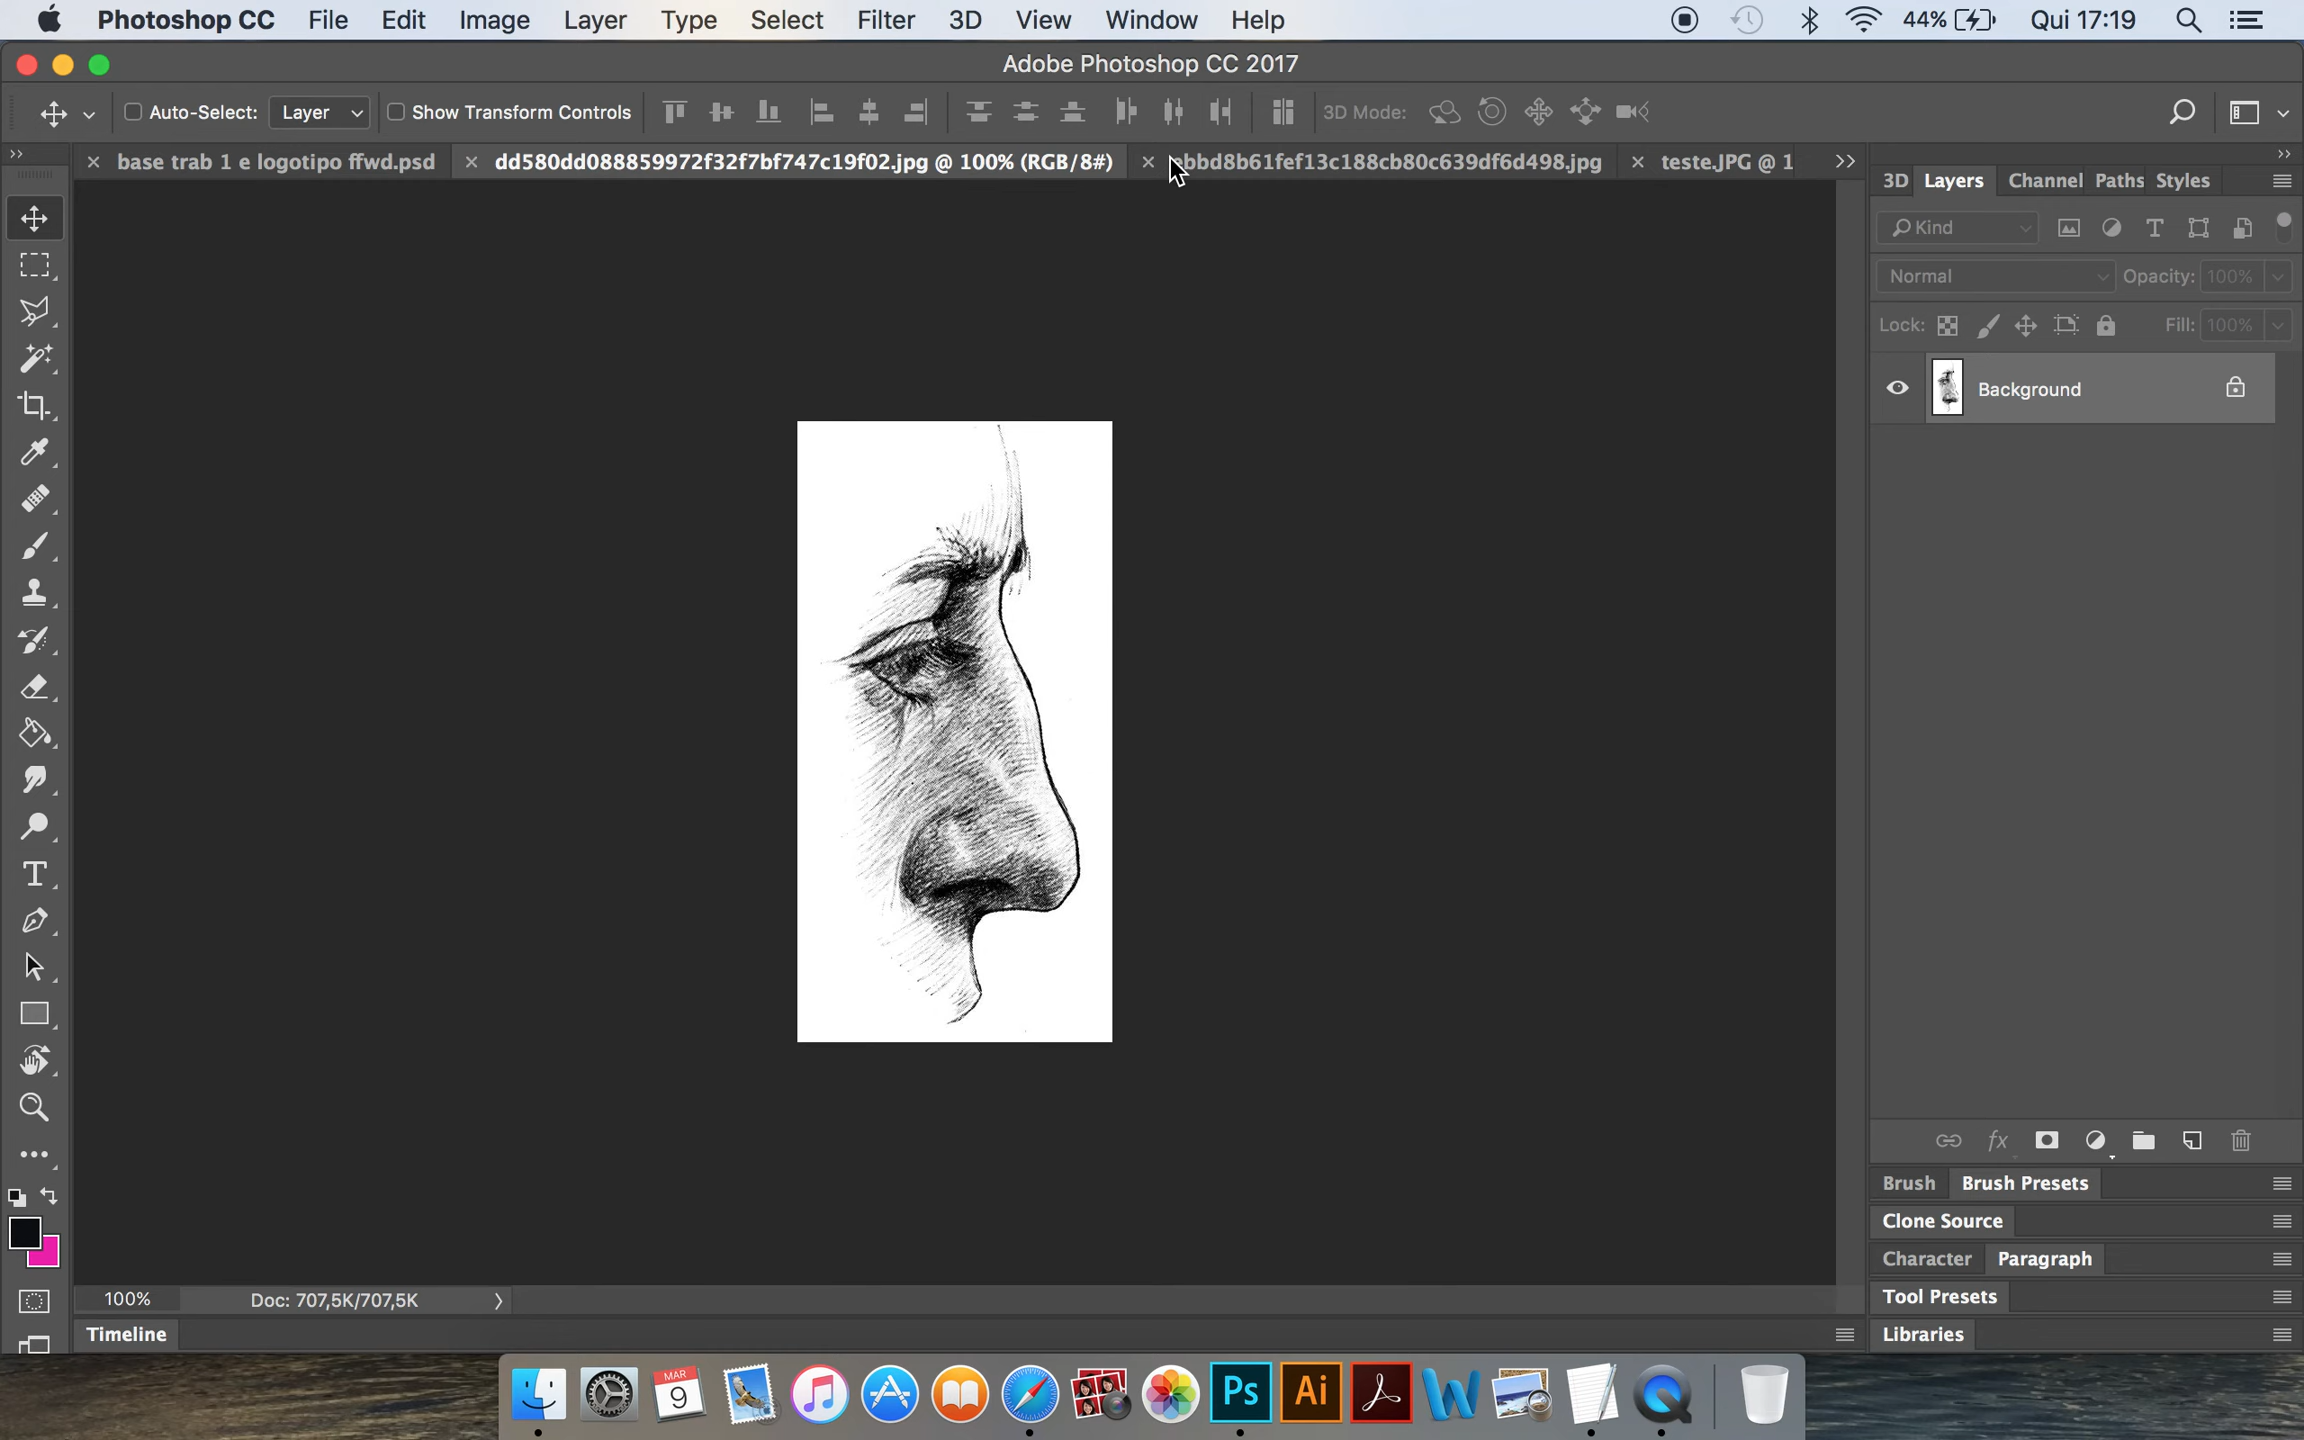 Photoshop CC File Edit Image Layer Type Select Filter 3D View Window Help 44% Qui 17:19
Adobe Photoshop CC 2017
Auto-Select: Layer Show Transform Controls 3D Mode:
base trab 1 e logotipo ffwd.psd dd580dd088859972f32f7bf747c19f02.jpg @ 100% (RGB/8#) bbd8b61fef13c188cb80c639df6d498.jpg teste.JPG @ 1
3D Layers Channel Paths Styles
Kind
Normal Opacity: 100%
Lock: Fill: 100%
Background
fx
Brush Brush Presets
Clone Source
Character Paragraph
Tool Presets
Libraries
100% Doc: 707,5K/707,5K
Timeline
MAR
9
Ps Ai W